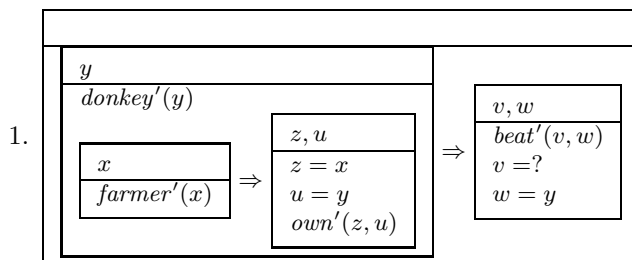 1.
y
donkey′(y)
x
farmer′(x)
⇒
z, u
z = x
u = y
own′(z, u)
⇒
v, w
beat′(v, w)
v =?
w = y